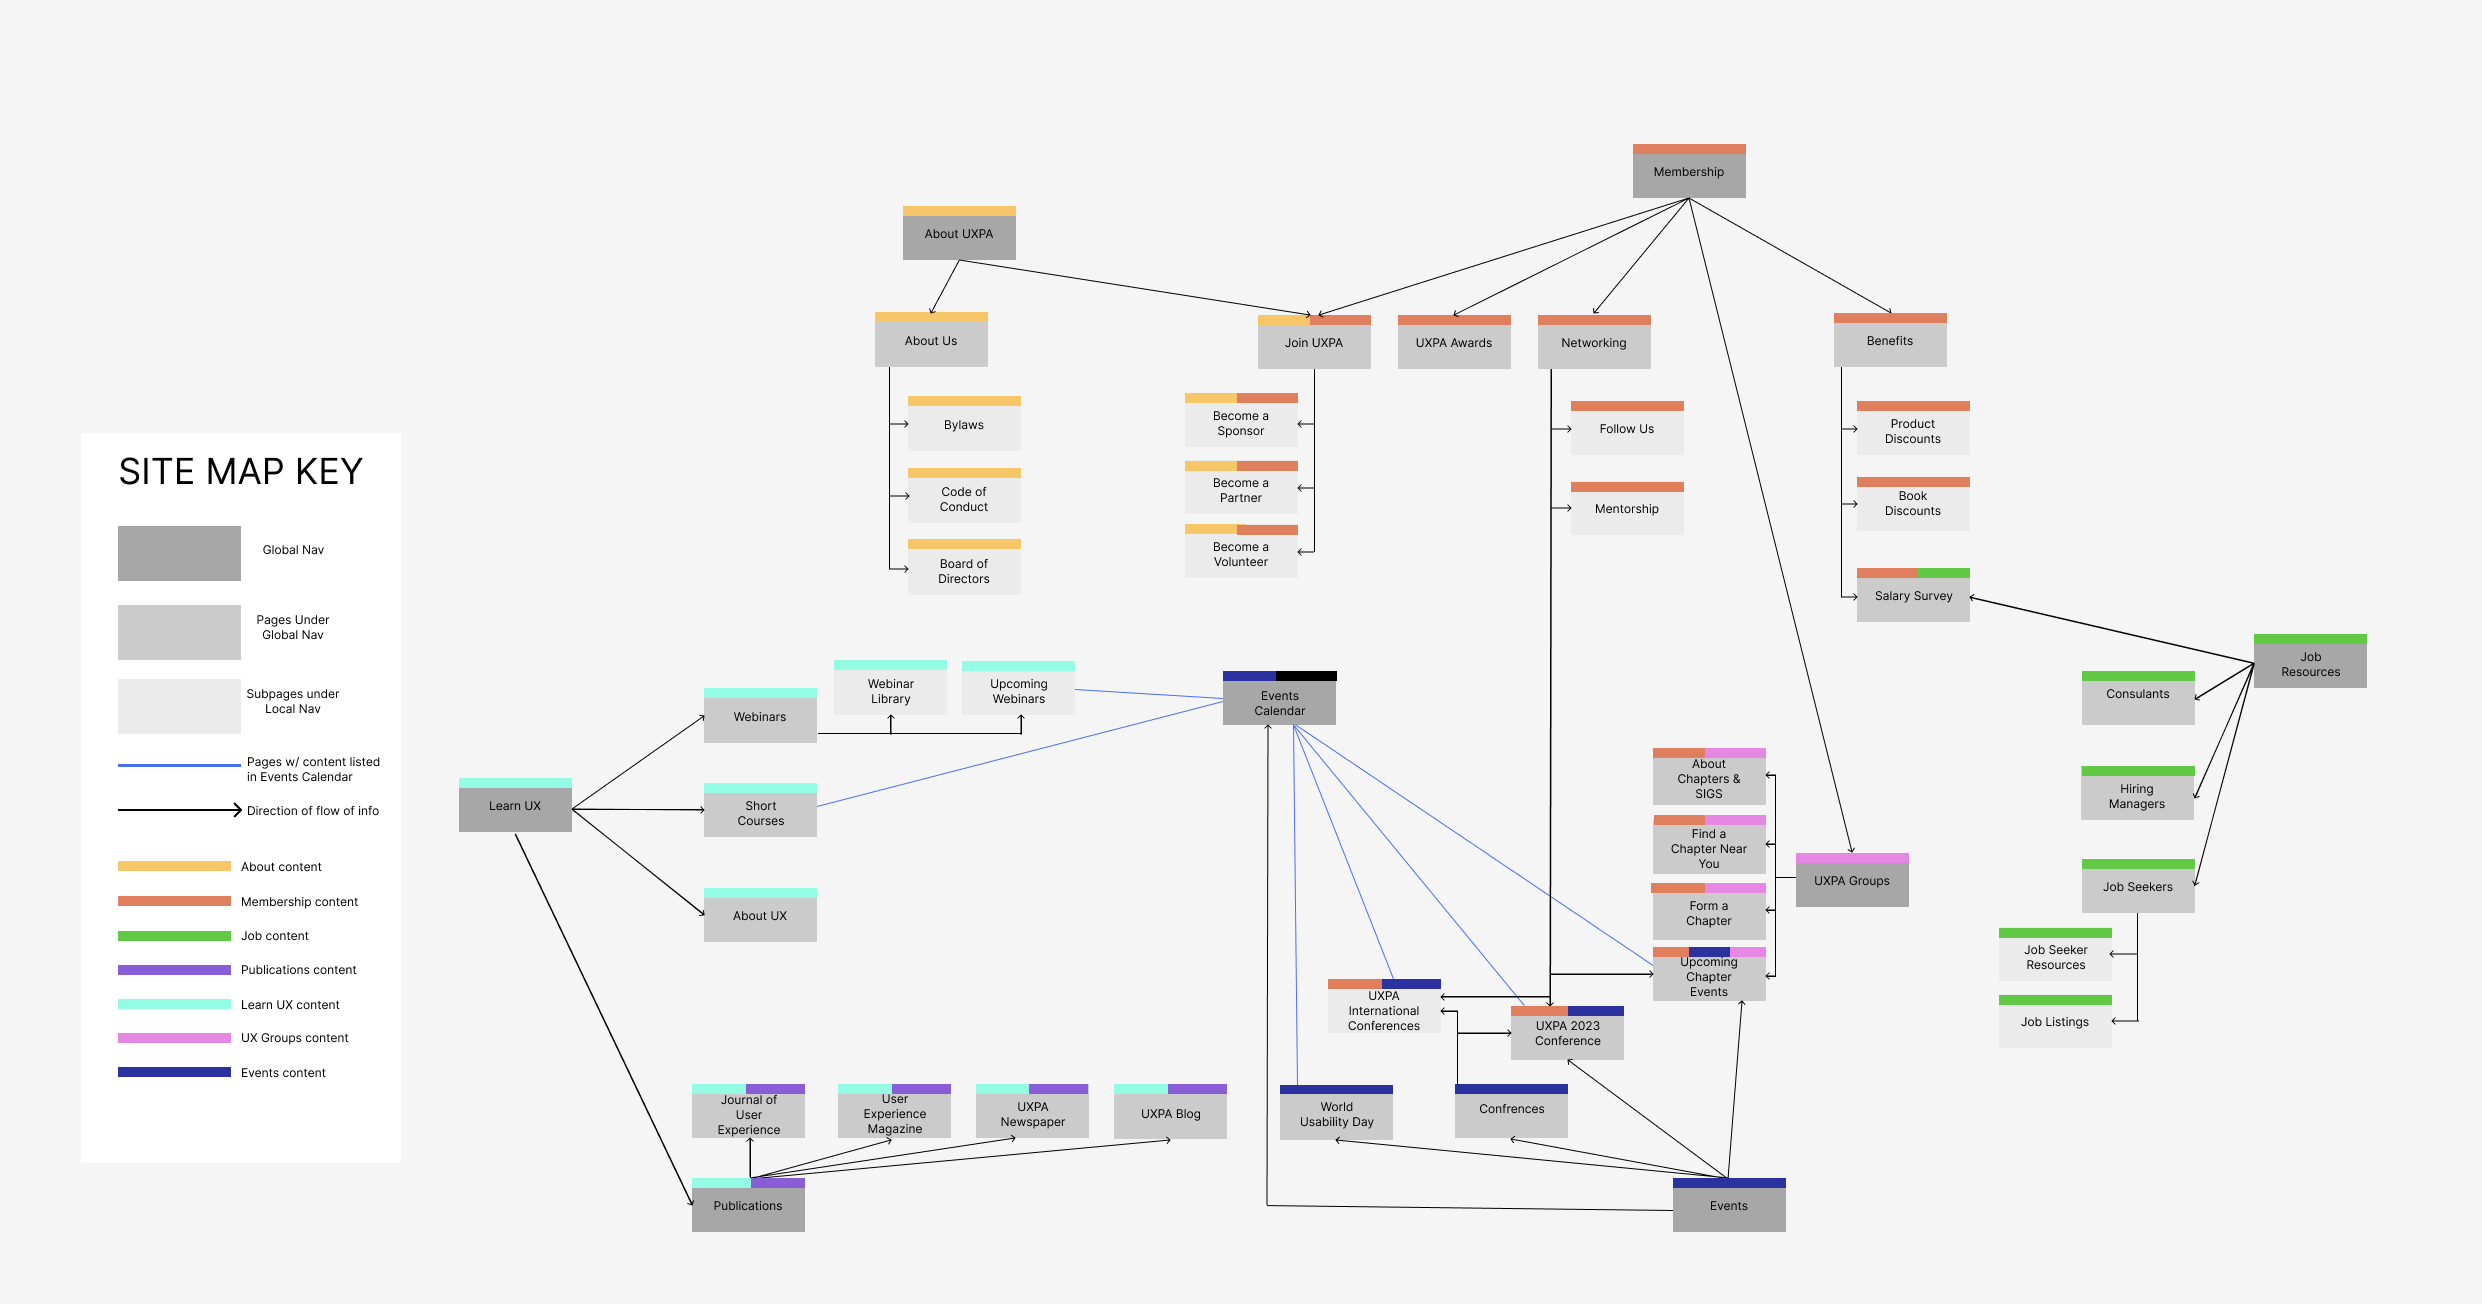 Membership
About UXPA
About Us
Join UXPA
UXPA Awards
Networking
Benefits
Bylaws
Code of
Conduct
Board of
Directors
Become a
Sponsor
Become a
Partner
Become a
Volunteer
Follow Us
Mentorship
Product
Discounts
Book
Discounts
Salary Survey
SITE MAP KEY
Global Nav
Pages Under
Global Nav
Subpages under
Local Nav
Pages w/ content listed
in Events Calendar
Direction of flow of info
About content
Membership content
Job content
Publications content
Learn UX content
UX Groups content
Events content
Learn UX
Webinars
Webinar
Library
Upcoming
Webinars
Short
Courses
About UX
Events
Calendar
About
Chapters &
SIGS
Find a
Chapter Near
You
Form a
Chapter
Upcoming
Chapter
Events
UXPA Groups
Job
Resources
Consulants
Hiring
Managers
Job Seekers
Job Seeker
Resources
Job Listings
UXPA
International
Conferences
UXPA 2023
Conference
Journal of
User
Experience
User
Experience
Magazine
UXPA
Newspaper
UXPA Blog
World
Usability Day
Confrences
Publications
Events